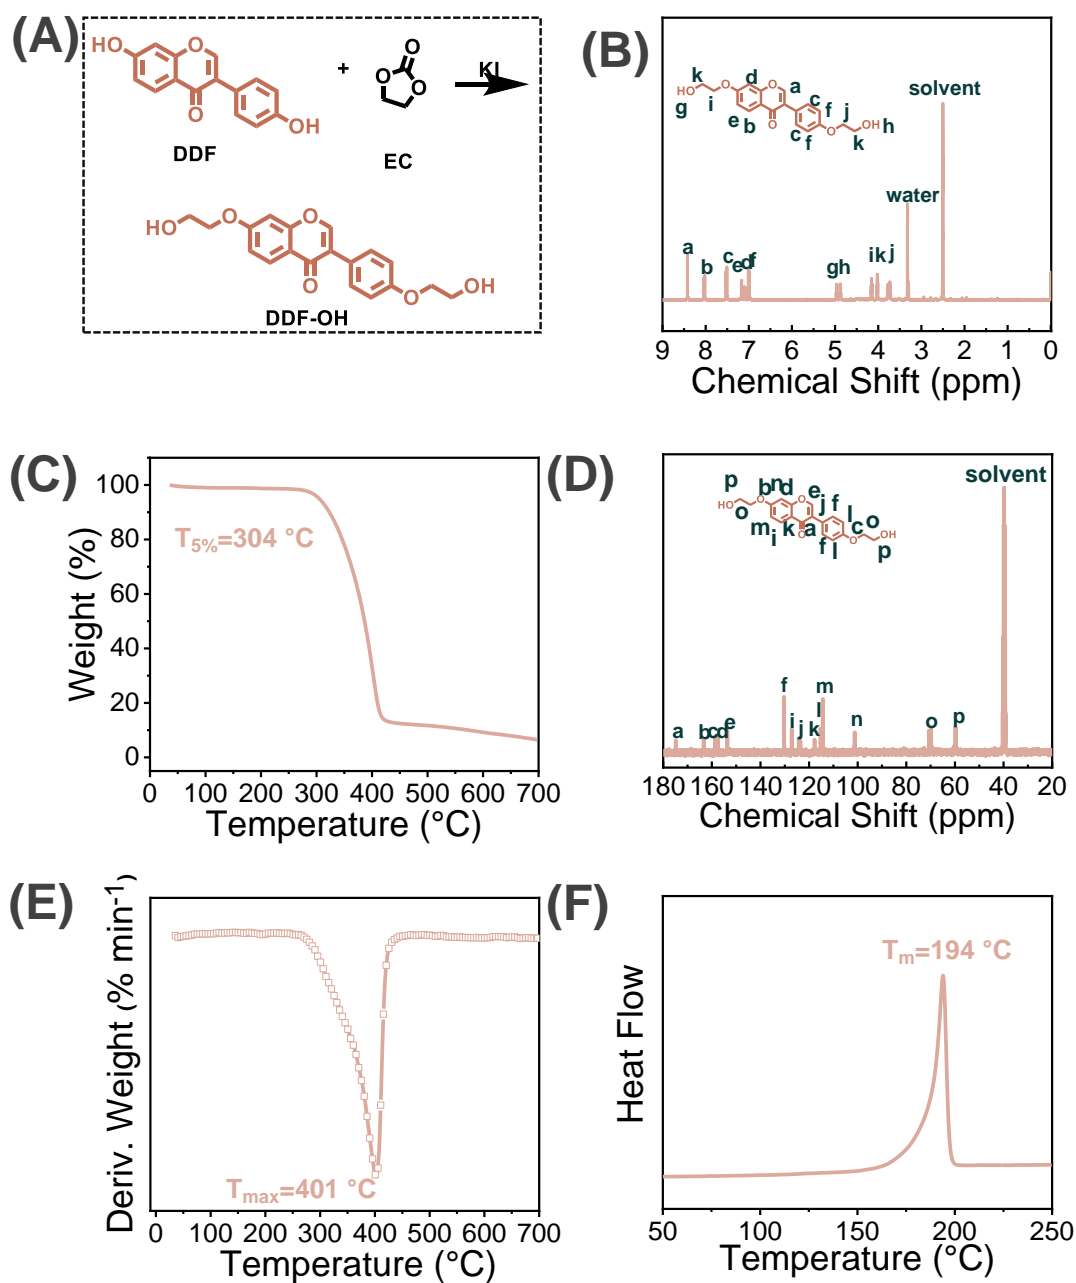 (A)
HO
O
O
OH
DDF
+
O
O
O
EC
KI
HO
O
O
O
O
OH
DDF-OH
(B)
k
HO
g
i
O
d
O
a
e
b
O
c
f
c
f
O
j
k
OH
h
solvent
water
a
b
c
e
d
f
g
h
i
k
j
9 8 7 6 5 4 3 2 1 0
Chemical Shift (ppm)
(C)
100
80
60
40
20
0
T5%=304 °C
Weight (%)
0 100 200 300 400 500 600 700
Temperature (°C)
(D)
solvent
p
HO
o
b
O
n
d
O
e
m
i
k
O
a
j
f
l
f
l
c
O
o
OH
p
a
b
c
d
e
f
i
j
k
l
m
n
o
p
180 160 140 120 100 80 60 40 20
Chemical Shift (ppm)
(E)
Deriv. Weight (% min-1)
Tmax=401 °C
0 100 200 300 400 500 600 700
Temperature (°C)
(F)
Tm=194 °C
Heat Flow
50 100 150 200 250
Temperature (°C)